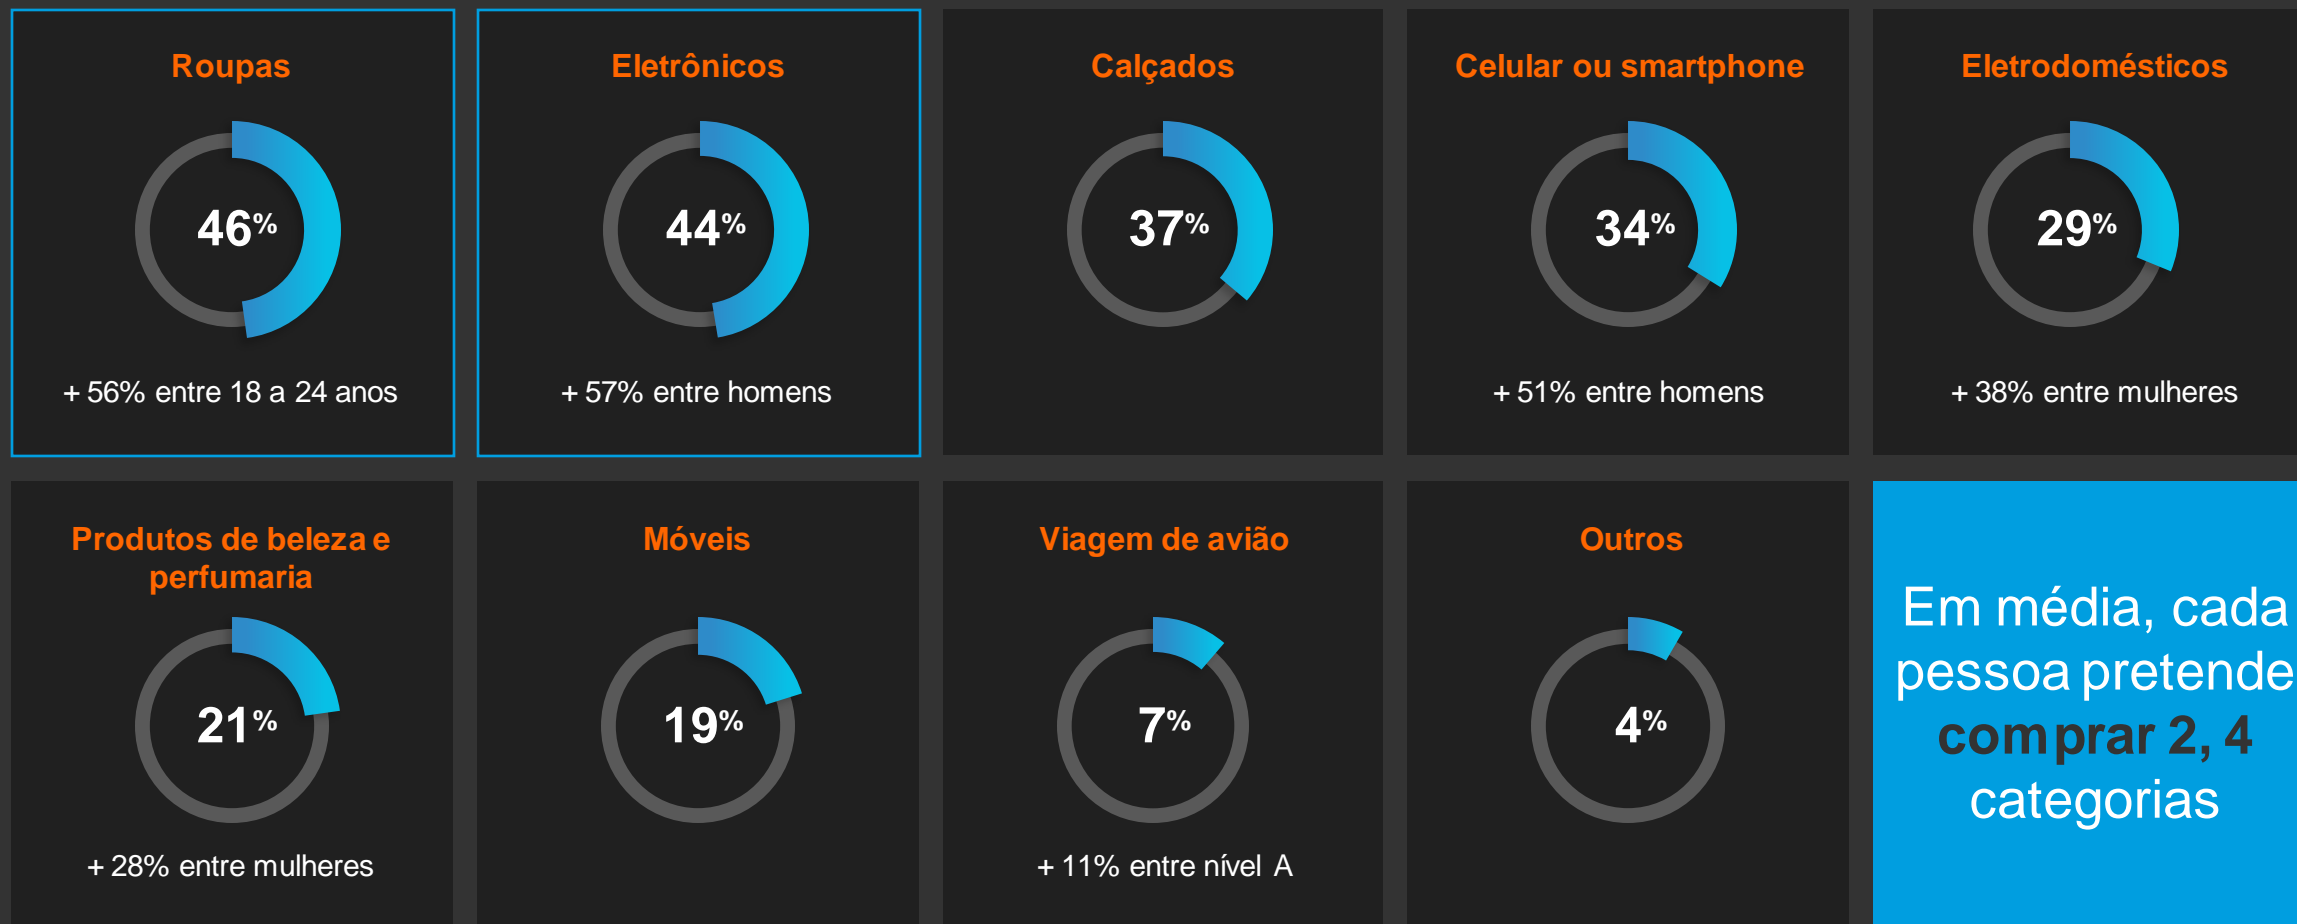 Roupas
46%
+ 56% entre 18 a 24 anos
Eletrônicos
44%
+ 57% entre homens
Calçados
37%
Celular ou smartphone
34%
+ 51% entre homens
Eletrodomésticos
29%
+ 38% entre mulheres
Produtos de beleza e
perfumaria
21%
+ 28% entre mulheres
Móveis
19%
Viagem de avião
7%
+ 11% entre nível A
Outros
4%
Em média, cada
pessoa pretende
comprar 2, 4
categorias